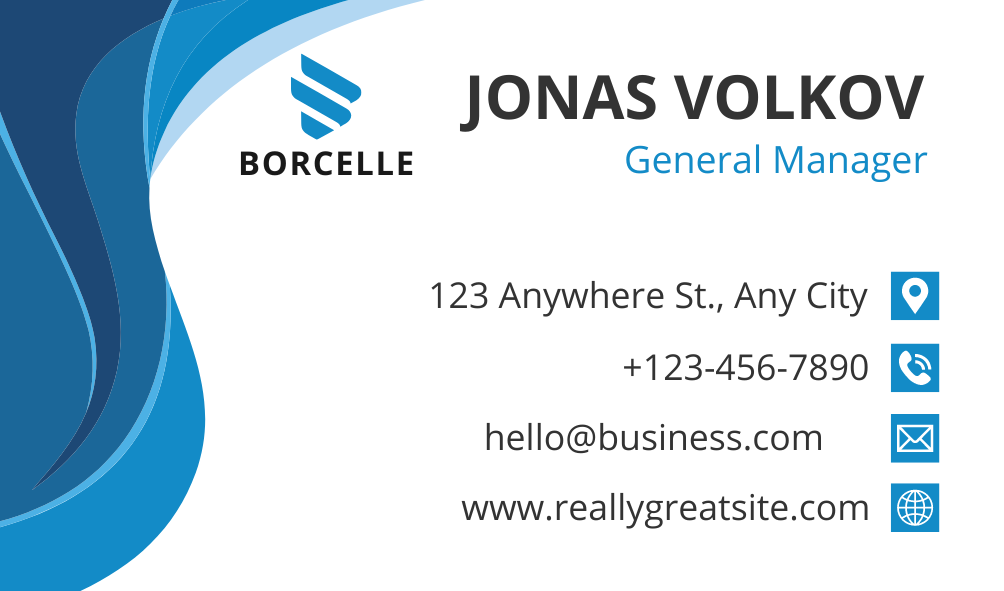 BORCELLE
JONAS VOLKOV
General Manager
123 Anywhere St., Any City
+123-456-7890
hello@business.com
www.reallygreatsite.com